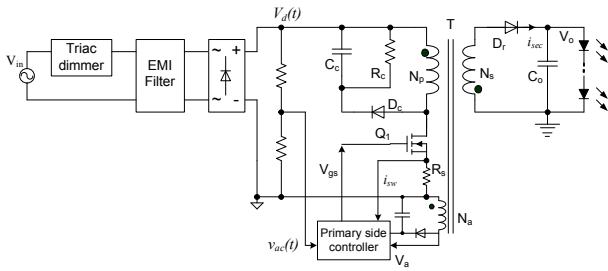 V_d(t)
T
V_in
Triac
dimmer
EMI
Filter
~
+
~
-
C_c
R_c
N_p
N_s
D_r
i_sec
V_o
C_o
D_c
Q_1
V_gs
i_sw
R_s
N_a
v_ac(t)
Primary side
controller
V_a